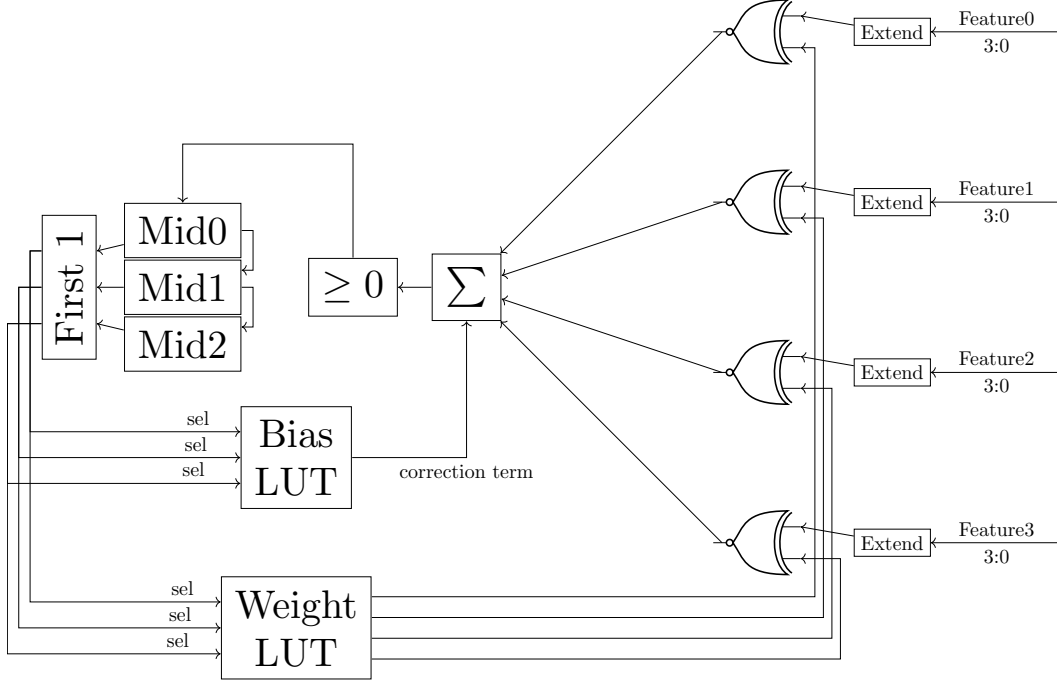 Feature0
Extend
3:0
Feature1
Extend
3:0
Mid0
First 1
Mid1
≥ 0
∑
Mid2
Feature2
Extend
3:0
sel
Bias
sel
LUT
sel
correction term
Feature3
Extend
3:0
sel
Weight
sel
LUT
sel